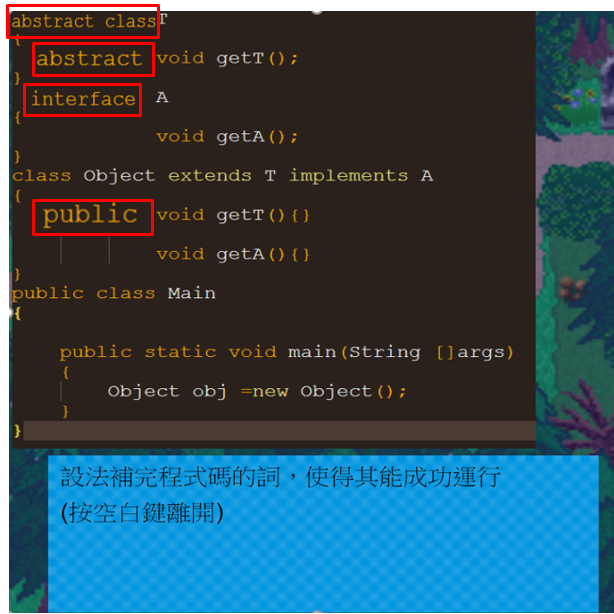 abstract class T
{
abstract void getT();
}
interface A
{
void getA();
}
class Object extends T implements A
{
public void getT(){}
void getA(){}
}
public class Main
{
public static void main(String []args)
{
Object obj =new Object();
}
}
設法補完程式碼的詞，使得其能成功運行
(按空白鍵離開)